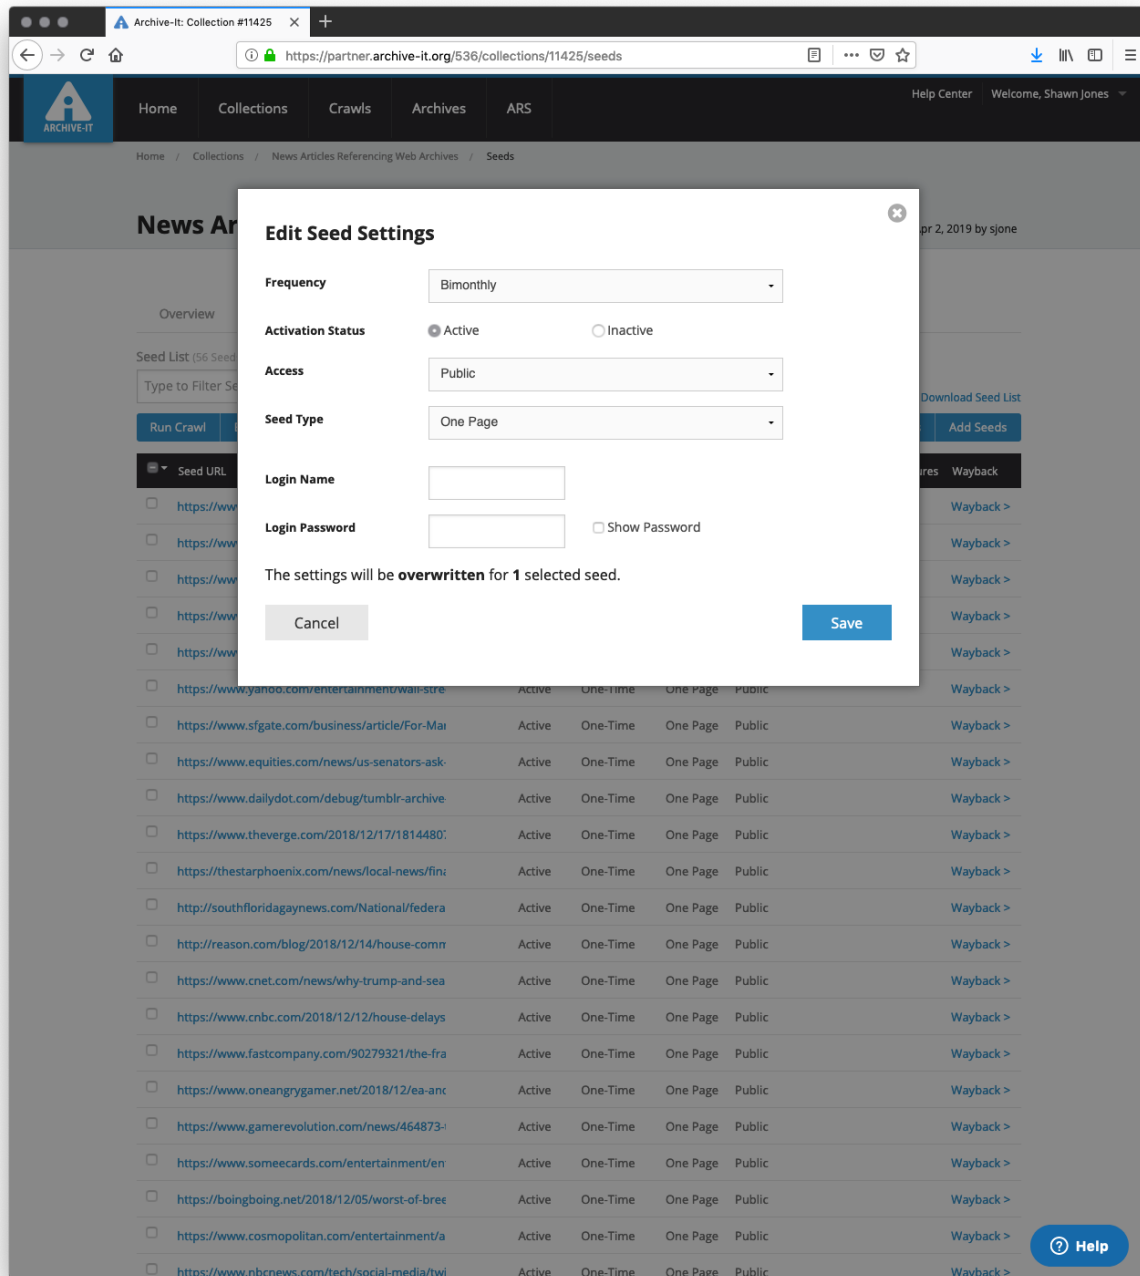 Archive-It: Collection #11425
https://partner.archive-it.org/536/collections/11425/seeds
ARCHIVE-IT
Home Collections Crawls Archives ARS
Help Center Welcome, Shawn Jones
Home / Collections / News Articles Referencing Web Archives / Seeds
News Ar
pr 2, 2019 by sjone
Edit Seed Settings
Frequency Bimonthly
Overview
Activation Status Active Inactive
Seed List (56 Seed
Access Public
Type to Filter Se
Download Seed List
Seed Type One Page
Run Crawl Add Seeds
Seed URL ures Wayback
Login Name
https://ww Wayback >
Login Password Show Password
https://ww Wayback >
The settings will be overwritten for 1 selected seed.
https://ww Wayback >
https://ww Wayback >
Cancel Save
https://ww Wayback >
https://www.yahoo.com/entertainment/wall-stre Active One-Time One Page Public Wayback >
https://www.sfgate.com/business/article/For-Mar Active One-Time One Page Public Wayback >
https://www.equities.com/news/us-senators-ask- Active One-Time One Page Public Wayback >
https://www.dailydot.com/debug/tumblr-archive- Active One-Time One Page Public Wayback >
https://www.theverge.com/2018/12/17/18144807 Active One-Time One Page Public Wayback >
https://thestarphoenix.com/news/local-news/fina Active One-Time One Page Public Wayback >
http://southfloridagaynews.com/National/federa Active One-Time One Page Public Wayback >
http://reason.com/blog/2018/12/14/house-comm Active One-Time One Page Public Wayback >
https://www.cnet.com/news/why-trump-and-sea Active One-Time One Page Public Wayback >
https://www.cnbc.com/2018/12/12/house-delays Active One-Time One Page Public Wayback >
https://www.fastcompany.com/90279321/the-fra Active One-Time One Page Public Wayback >
https://www.oneangrygamer.net/2018/12/ea-and Active One-Time One Page Public Wayback >
https://www.gamerevolution.com/news/464873- Active One-Time One Page Public Wayback >
https://www.someecards.com/entertainment/en Active One-Time One Page Public Wayback >
https://boingboing.net/2018/12/05/worst-of-bree Active One-Time One Page Public Wayback >
https://www.cosmopolitan.com/entertainment/a Active One-Time One Page Public Wayback >
https://www.nbcnews.com/tech/social-media/twi Active One-Time One Page Public Wayback >
Help